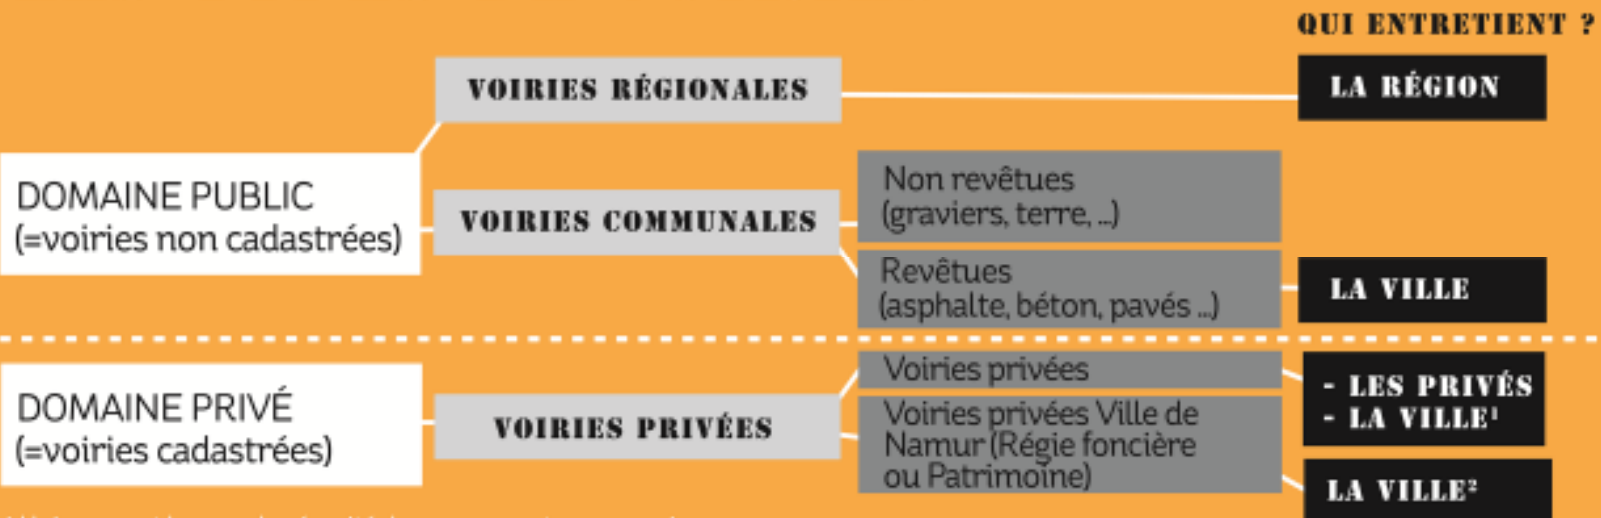 QUI ENTRETIENT ?
VOIRIES RÉGIONALES
LA RÉGION
DOMAINE PUBLIC
(=voiries non cadastrées)
VOIRIES COMMUNALES
Non revêtues
(graviers, terre, ...)
Revêtues
(asphalte, béton, pavés ...)
LA VILLE
DOMAINE PRIVÉ
(=voiries cadastrées)
VOIRIES PRIVÉES
Voiries privées
- LES PRIVÉS
- LA VILLE¹
Voiries privées Ville de
Namur (Régie foncière
ou Patrimoine)
LA VILLE²